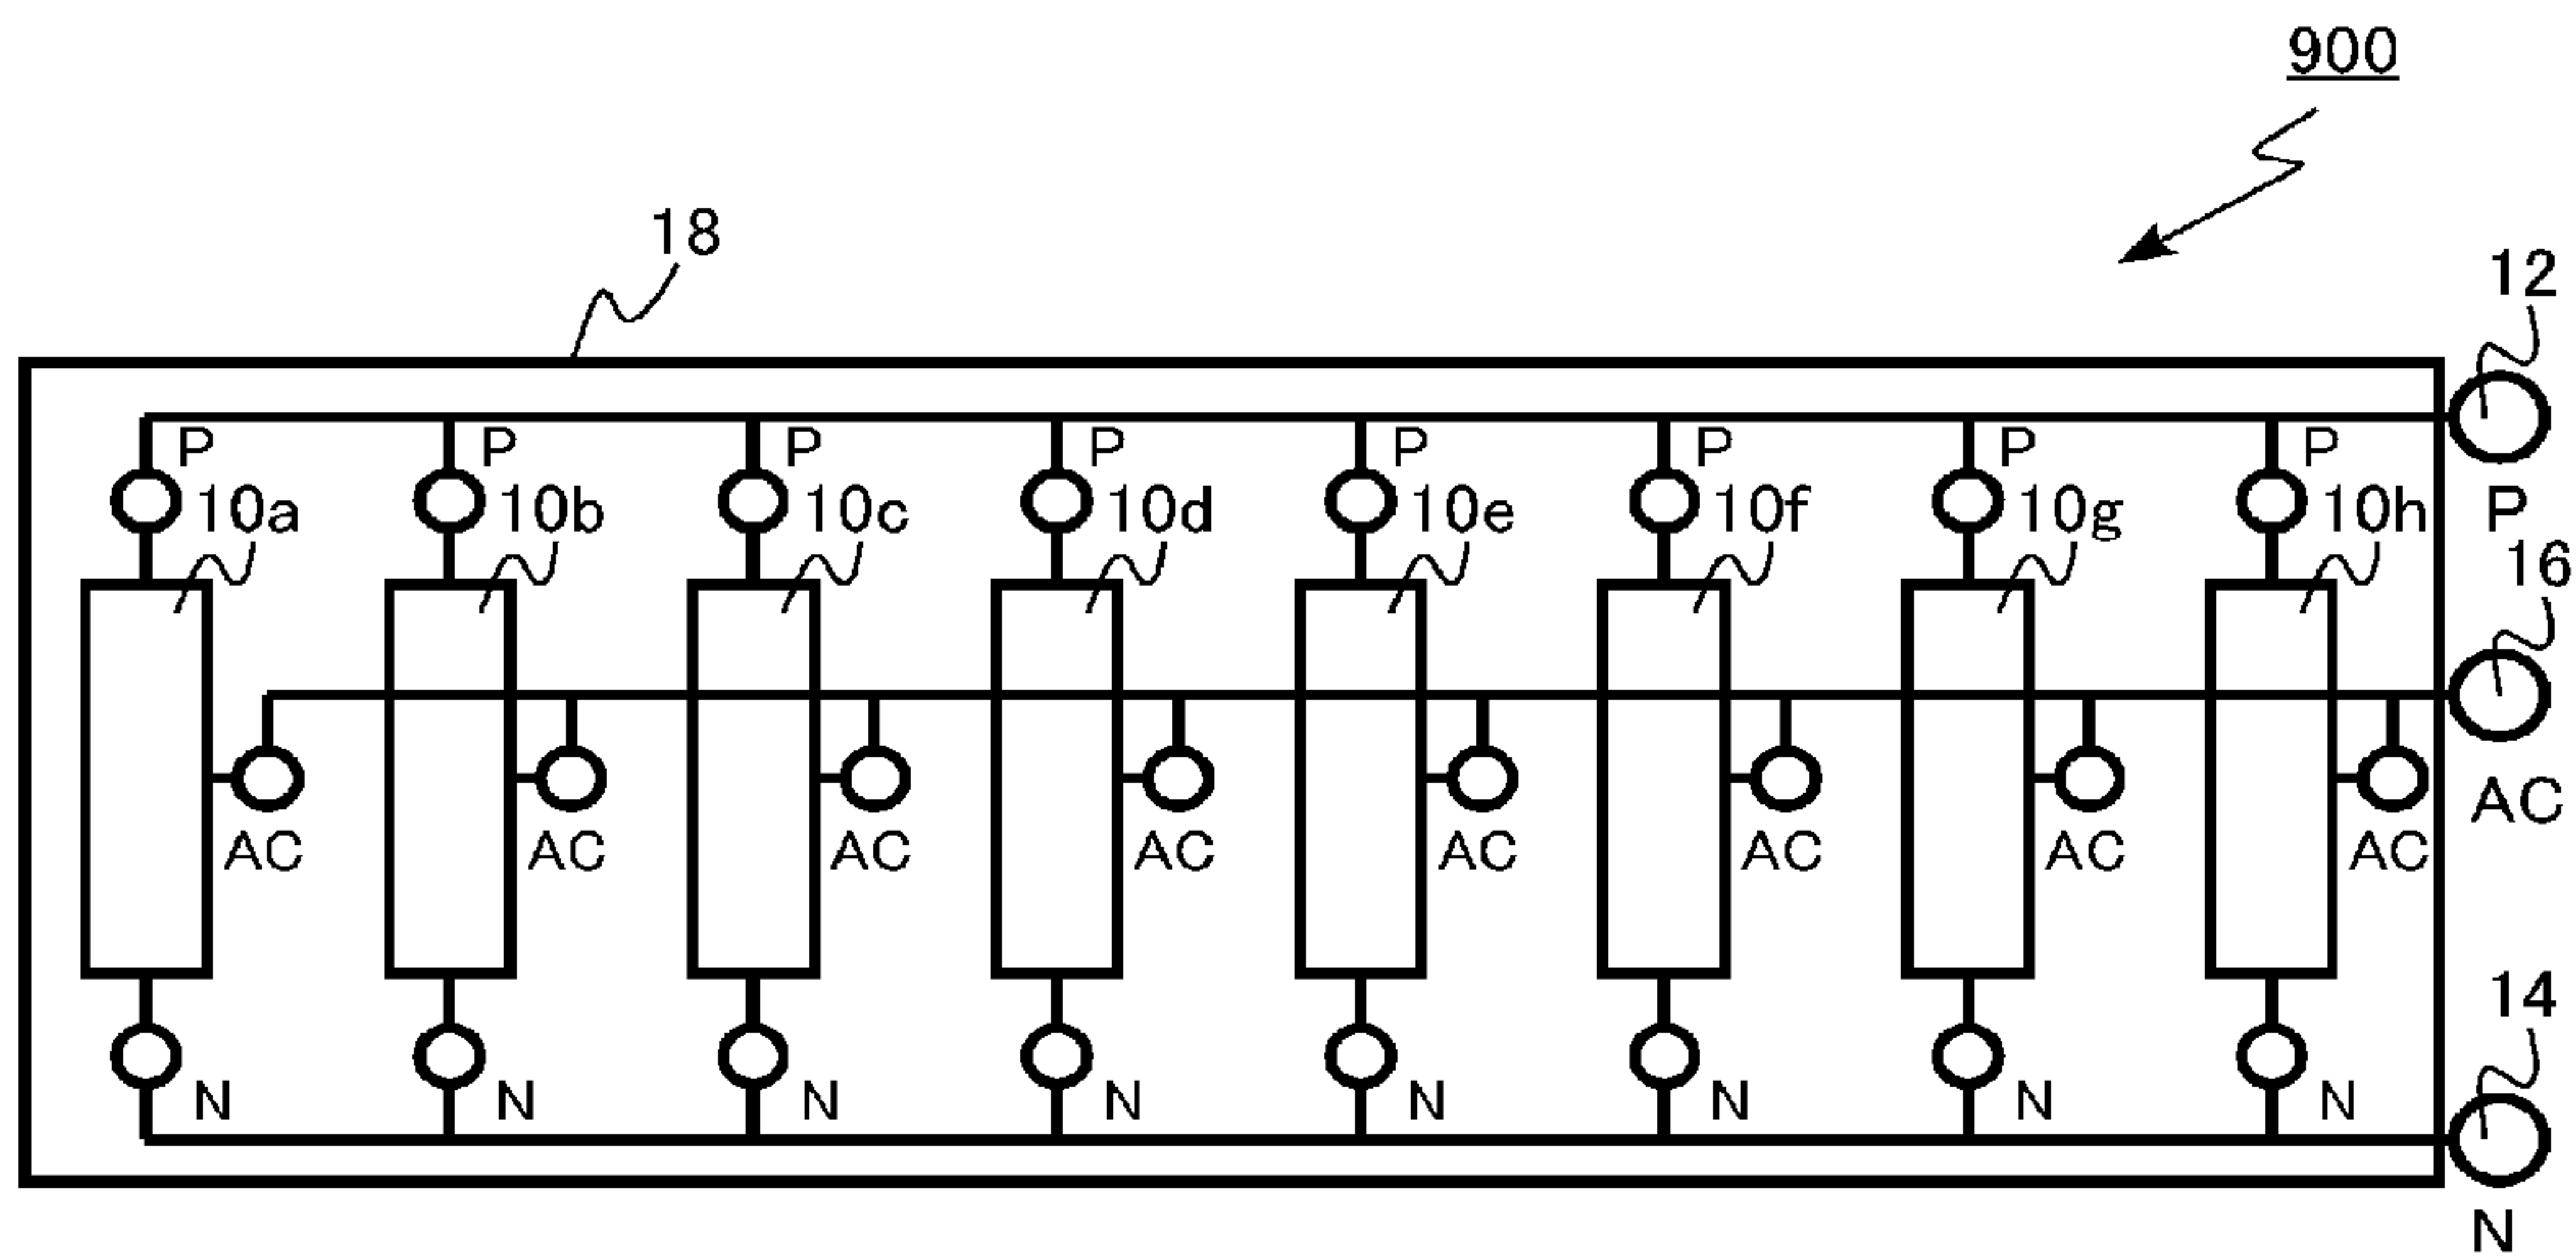 900
18
12
P P P P P P P P
10a 10b 10c 10d 10e 10f 10g 10h P
16
AC
AC AC AC AC AC AC AC AC
14
N N N N N N N N
N